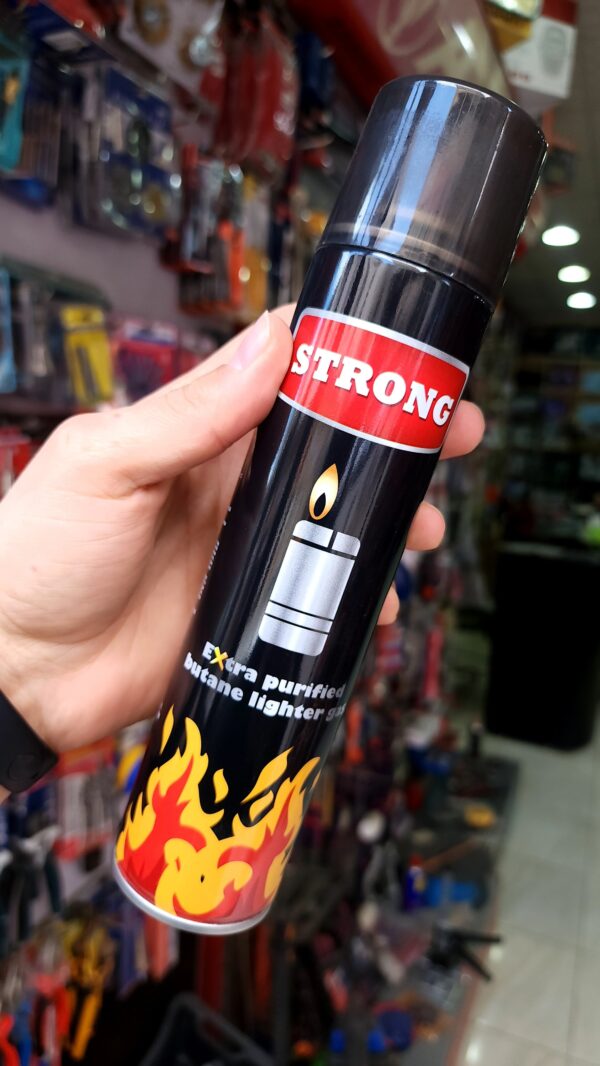 STRONG
Extra purified
butane lighter gas